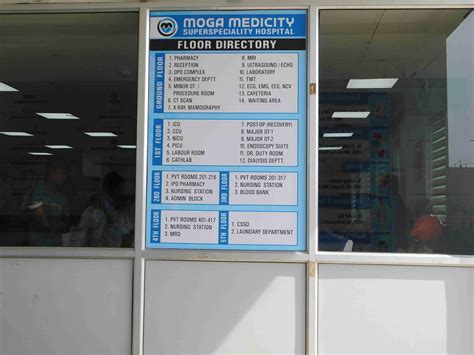 MOGA MEDICITY
SUPERSPECIALITY HOSPITAL
FLOOR DIRECTORY
GROUND FLOOR
1. PHARMACY
2. RECEPTION
3. OPD COMPLEX
4. EMERGENCY DEPTT.
5. MINOR OT /
PROCEDURE ROOM
6. CT SCAN
7. X-RAY, MAMOGRAPHY
8. MRI
9. ULTRASOUND / ECHO
10. LABORATORY
11. TMT
12. ECG, EMG, EEG, NCV
13. CAFETERIA
14. WAITING AREA
1ST FLOOR
1. ICU
2. CCU
3. NICU
4. PICU
5. LABOUR ROOM
6. CATHLAB
7. POST OP (RECOVERY)
8. MAJOR OT-I
9. MAJOR OT-2
10. ENDOSCOPY SUITE
11. DR. DUTY ROOM
12. DIALYSIS DEPTT.
2ND FLOOR
1. PVT ROOMS 201-216
2. IPD PHARMACY
3. NURSING STATION
4. ADMIN BLOCK
3RD FLOOR
1. PVT ROOMS 301-317
2. NURSING STATION
3. BLOOD BANK
4TH FLOOR
1. PVT ROOMS 401-417
2. NURSING STATION
3. MRD
5TH FLOOR
1. CSSD
2. LAUNDARY DEPARTMENT